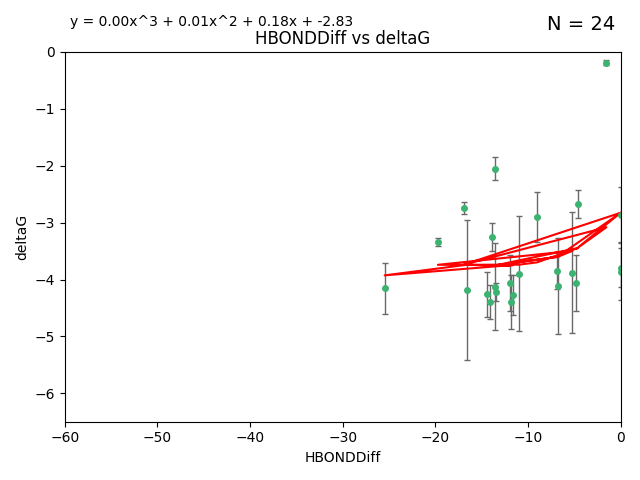 y = 0.00x^3 + 0.01x^2 + 0.18x + -2.83
N = 24
HBONDDiff vs deltaG
0
−1
−2
−3
−4
−5
−6
deltaG
−60 −50 −40 −30 −20 −10 0
HBONDDiff